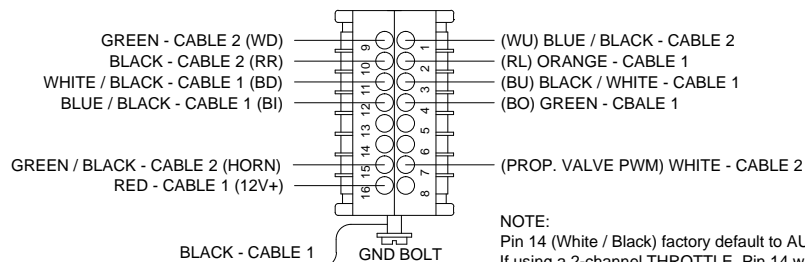 GREEN - CABLE 2 (WD)
BLACK - CABLE 2 (RR)
WHITE / BLACK - CABLE 1 (BD)
BLUE / BLACK - CABLE 1 (BI)
GREEN / BLACK - CABLE 2 (HORN)
RED - CABLE 1 (12V+)
BLACK - CABLE 1
9
10
11
12
13
14
15
16
1
2
3
4
5
6
7
8
GND BOLT
(WU) BLUE / BLACK - CABLE 2
(RL) ORANGE - CABLE 1
(BU) BLACK / WHITE - CABLE 1
(BO) GREEN - CBALE 1
(PROP. VALVE PWM) WHITE - CABLE 2
NOTE:
Pin 14 (White / Black) factory default to AU
If using a 2-channel THROTTLE, Pin 14 w